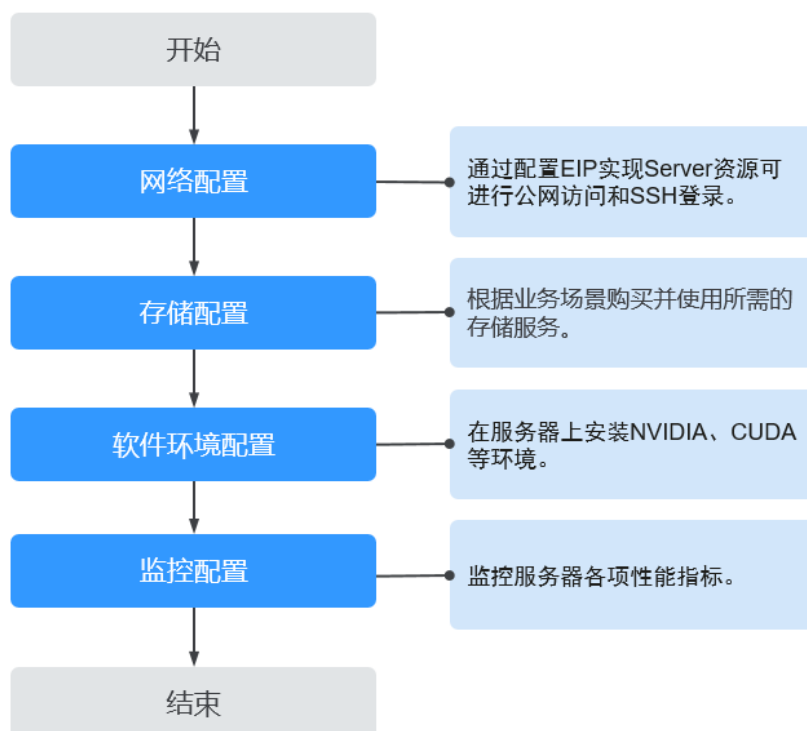 开始
网络配置
通过配置EIP实现Server资源可
进行公网访问和SSH登录。
存储配置
根据业务场景购买并使用所需的
存储服务。
软件环境配置
在服务器上安装NVIDIA、CUDA
等环境。
监控配置
监控服务器各项性能指标。
结束